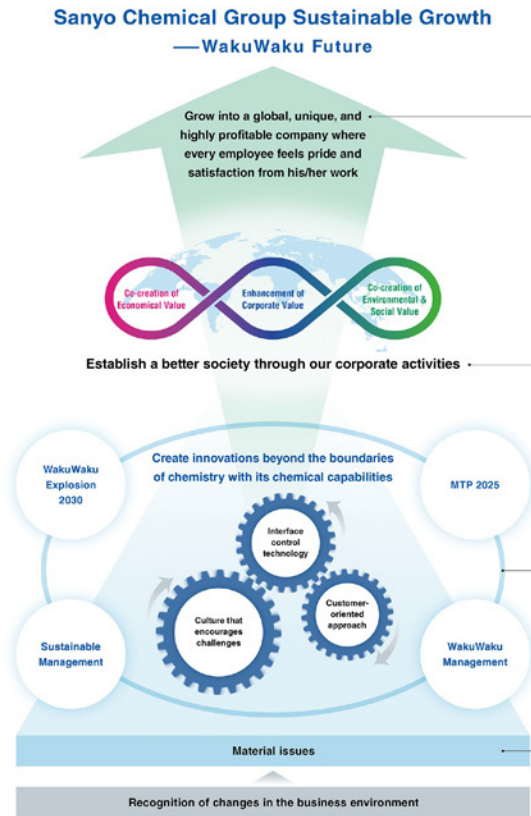 Sanyo Chemical Group Sustainable Growth
——WakuWaku Future
Grow into a global, unique, and
highly profitable company where
every employee feels pride and
satisfaction from his/her work
Co-creation of
Economical Value
Enhancement of
Corporate Value
Co-creation of
Environmental &
Social Value
Establish a better society through our corporate activities
WakuWaku
Explosion
2030
Create innovations beyond the boundaries
of chemistry with its chemical capabilities
MTP 2025
Interface
control
technology
Culture that
encourages
challenges
Customer-
oriented
approach
Sustainable
Management
WakuWaku
Management
Material issues
Recognition of changes in the business environment